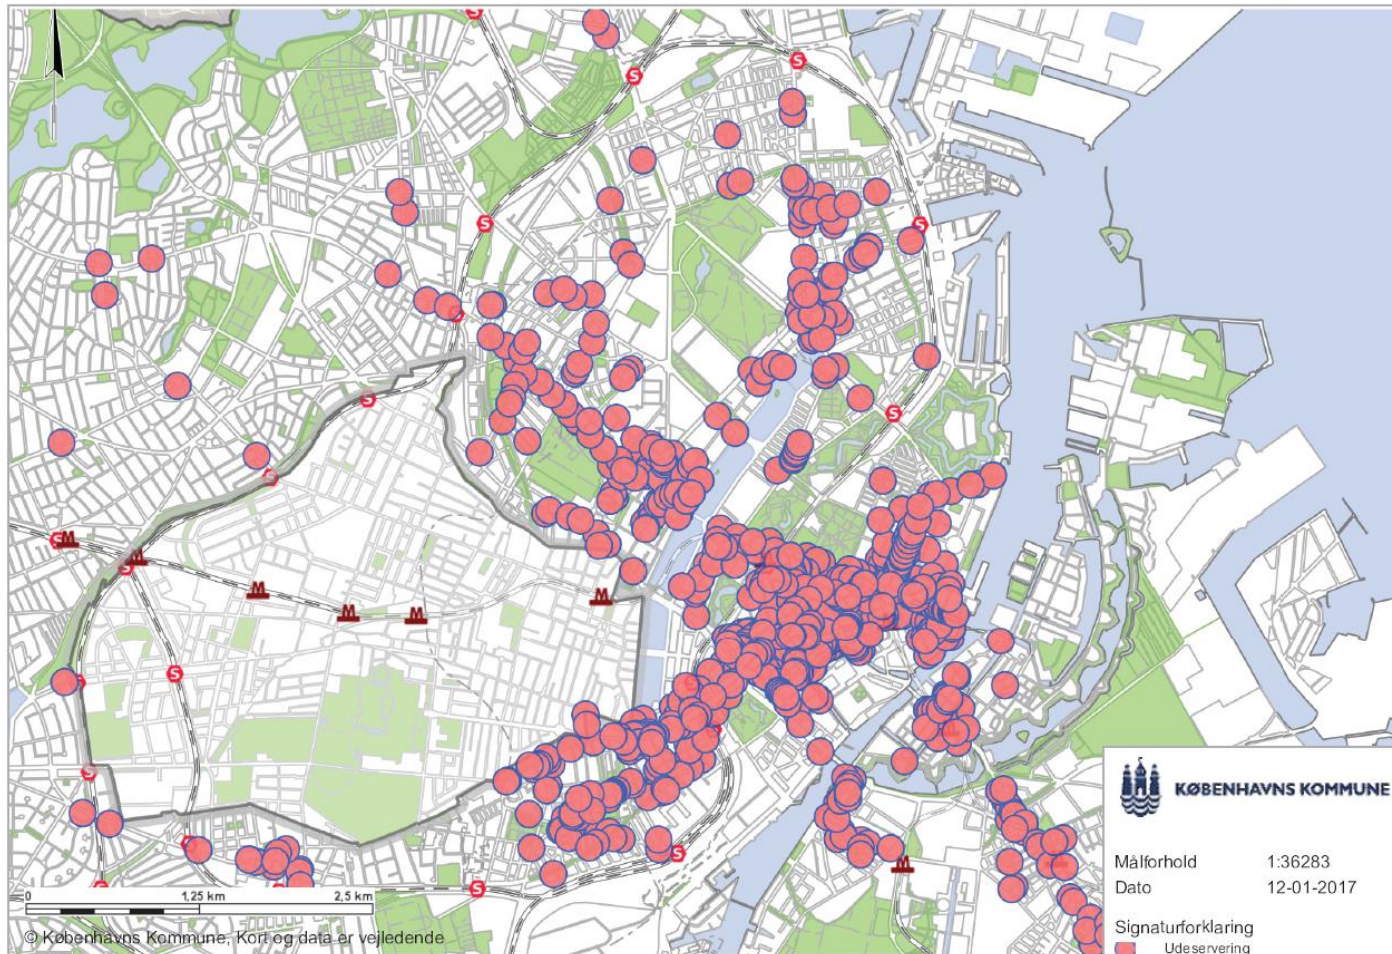 KØBENHAVNS KOMMUNE
Målforhold 1:36283
Dato 12-01-2017
Signaturforklaring
Udeservering
0 1,25 km 2,5 km
© Københavns Kommune, Kort og data er vejledende
S
S
S
S
S
S
S
S
S
M
M
S
M
M
M
M
S
S
S
S
S